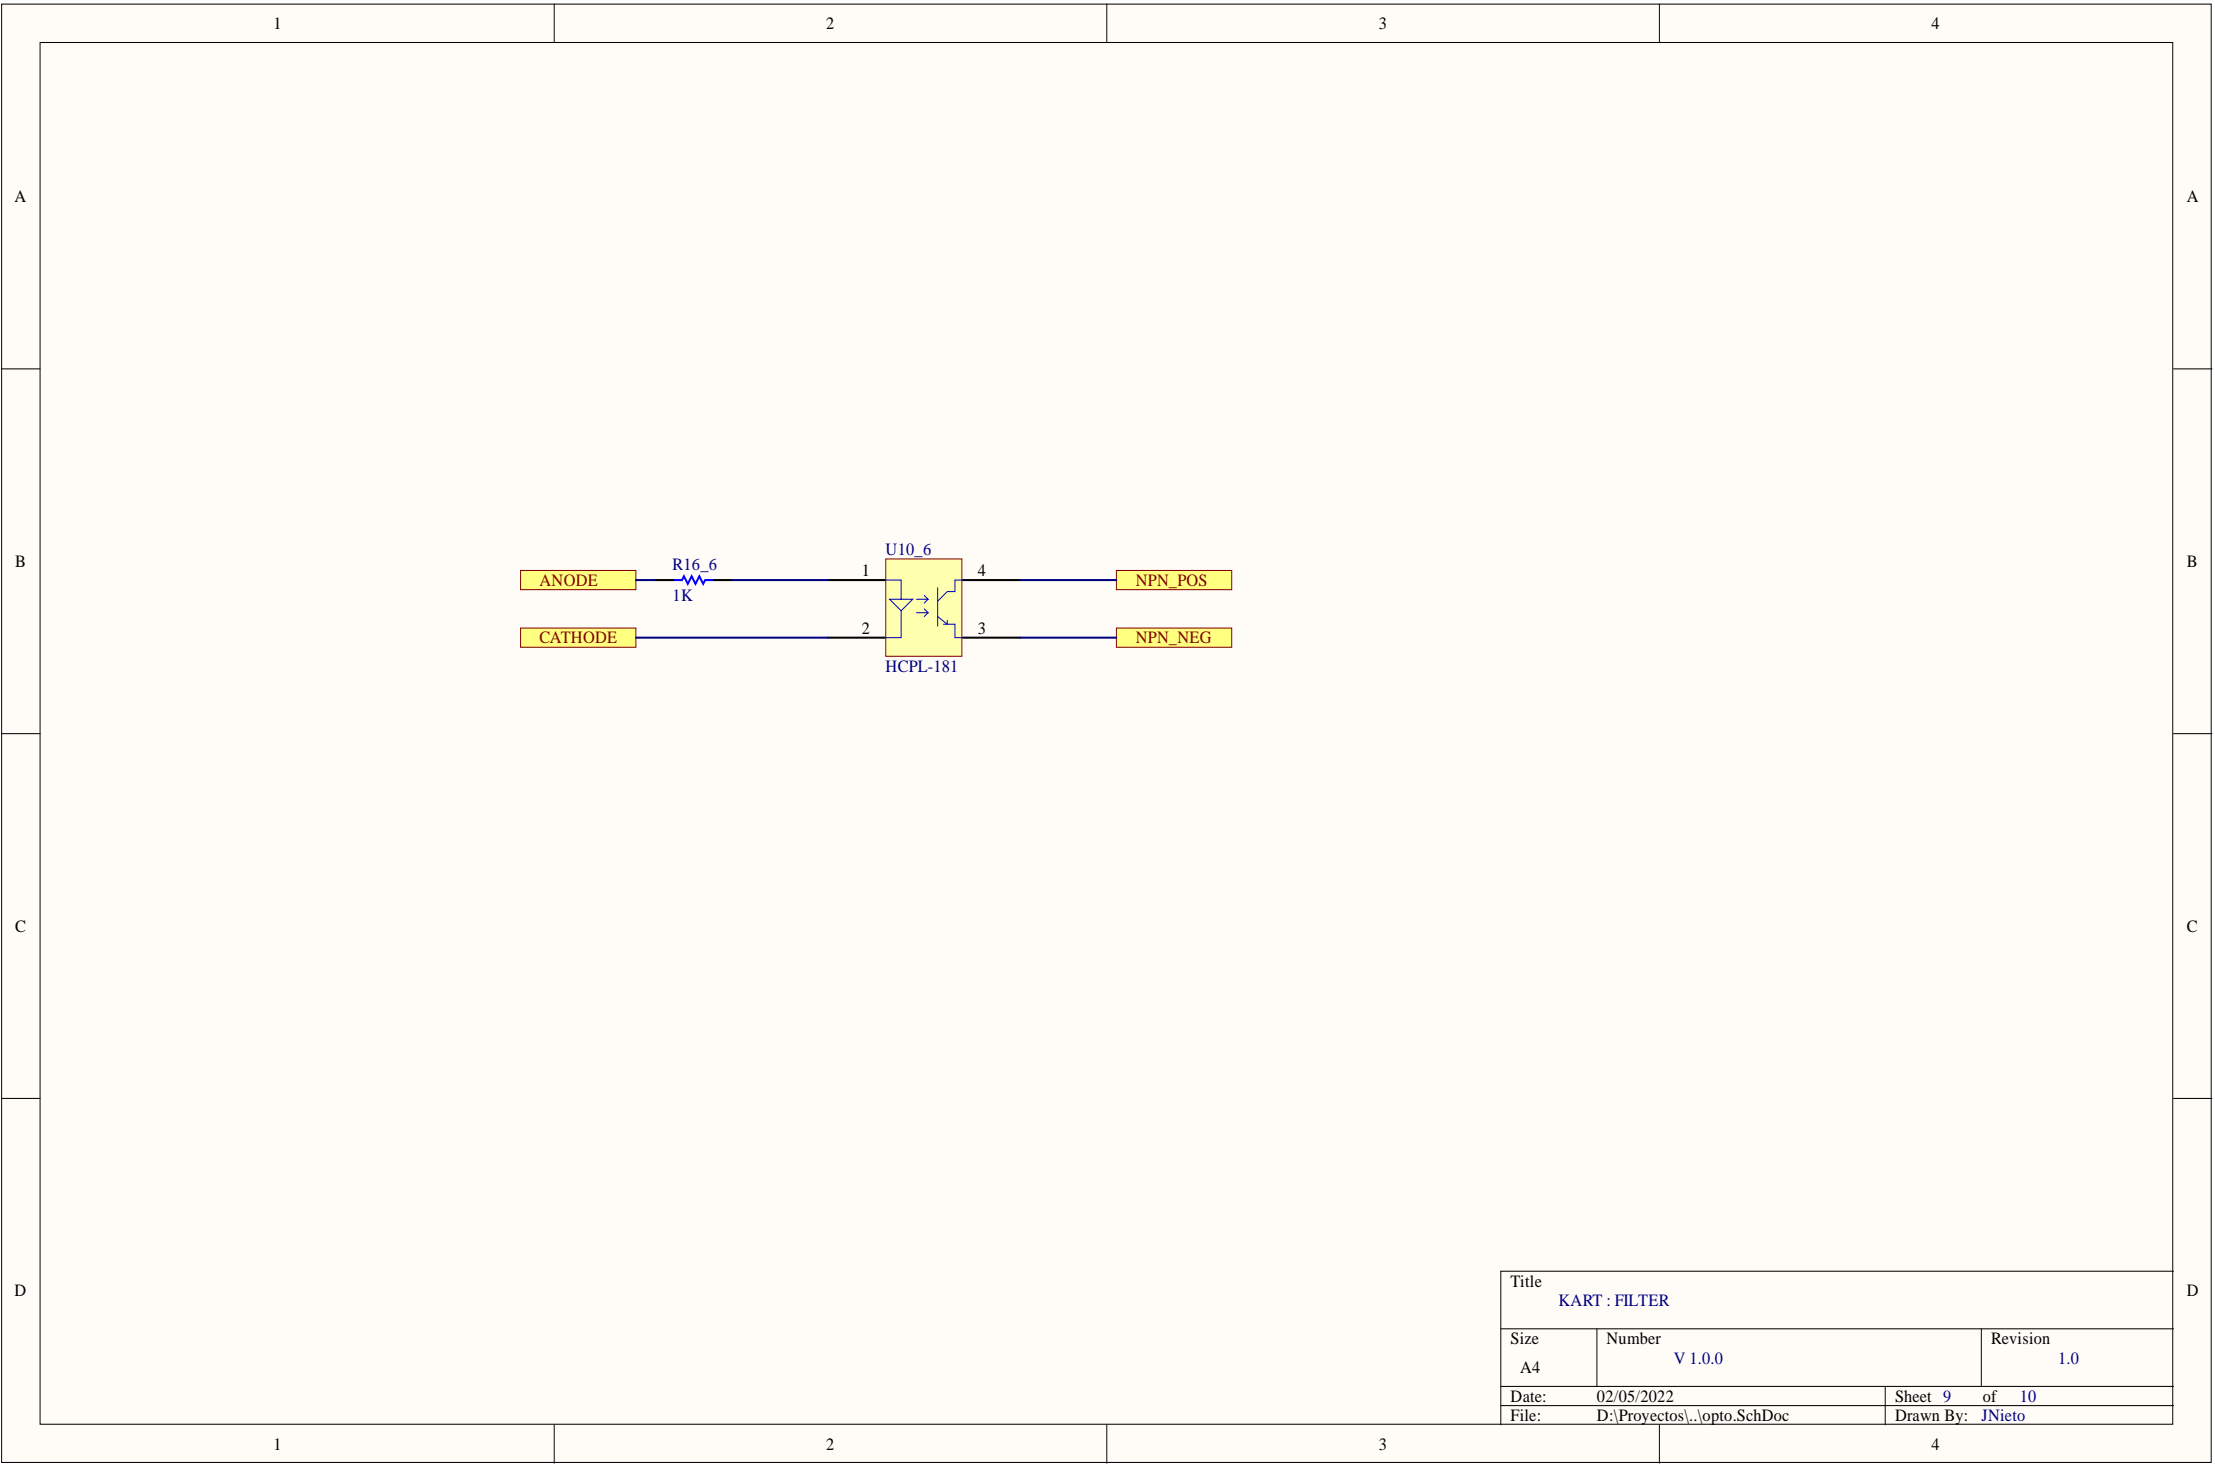 1 2 3 4
A A
B B
U10_6
R16_6
ANODE 1 4 NPN_POS
1K
CATHODE 2 3 NPN_NEG
HCPL-181
C C
D D
Title
KART : FILTER
Size Number Revision
A4 V 1.0.0 1.0
Date: 02/05/2022 Sheet 9 of 10
File: D:\Proyectos\..\opto.SchDoc Drawn By: JNieto
1 2 3 4